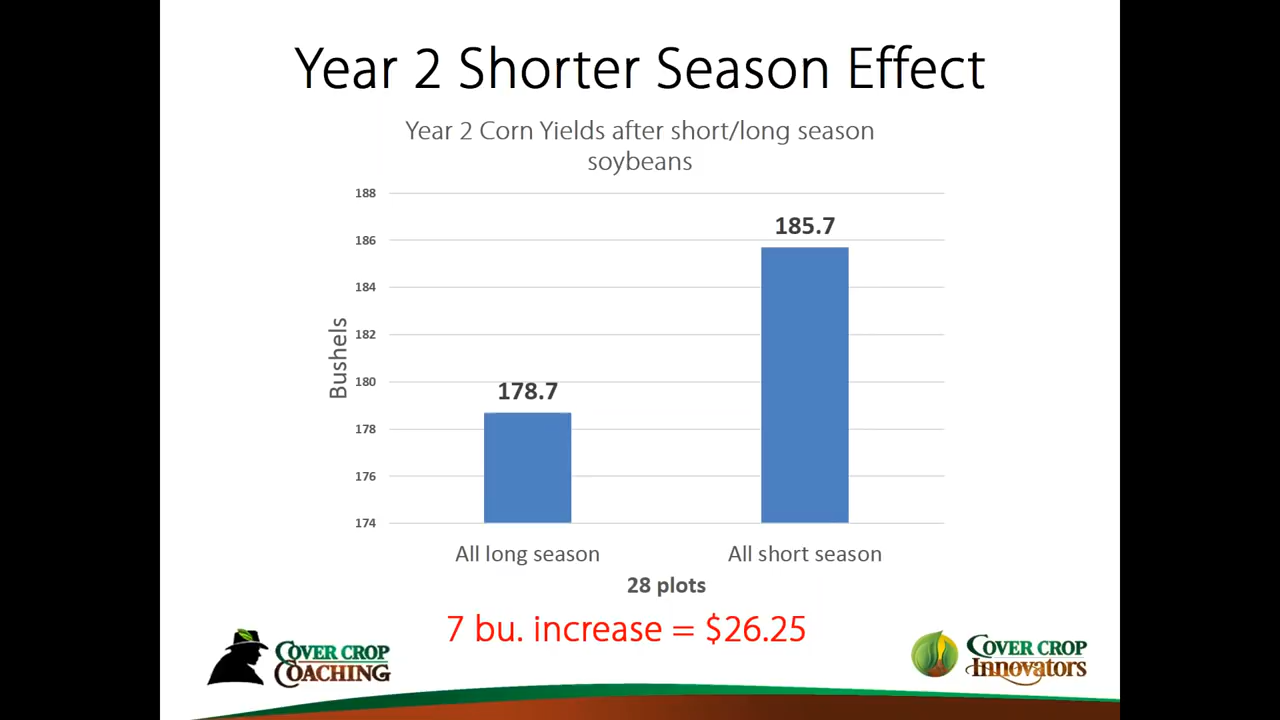 Year 2 Shorter Season Effect
Year 2 Corn Yields after short/long season
soybeans
188
186
184
182
180
178
176
174
Bushels
178.7
185.7
All long season
All short season
28 plots
7 bu. increase = $26.25
COVER CROP
COACHING
COVER CROP
INNOVATORS